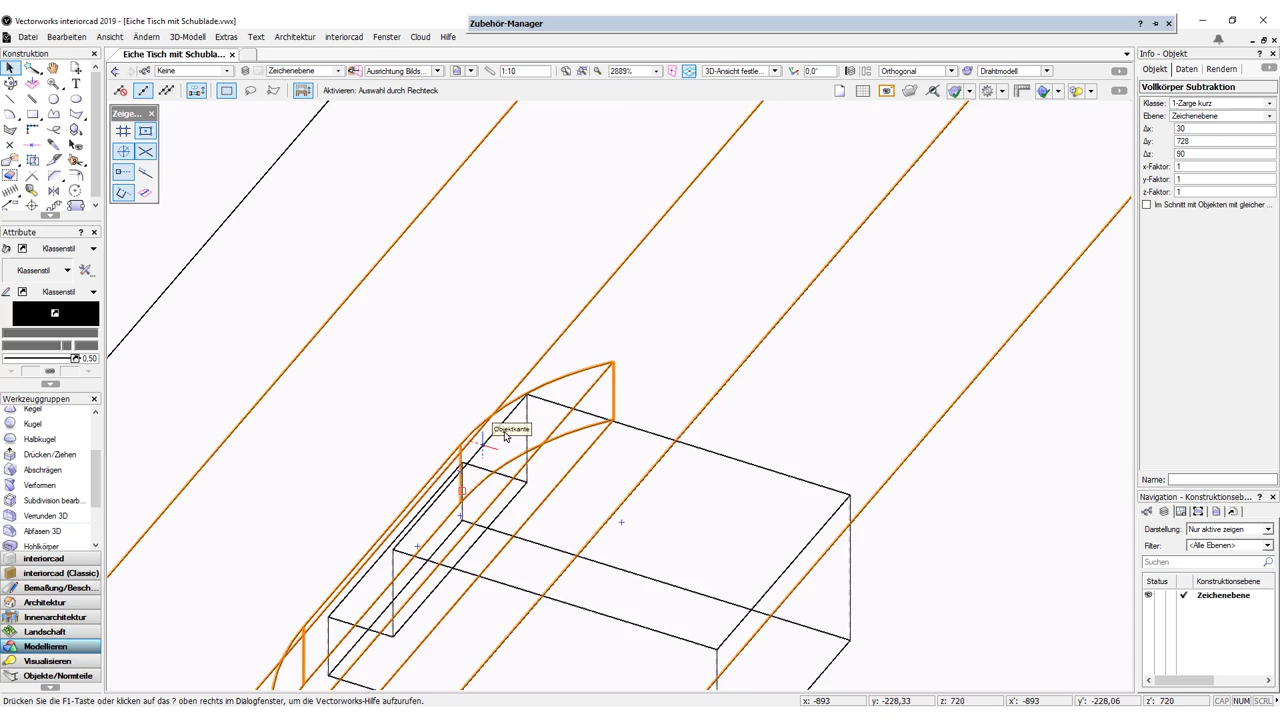 Vectorworks interiorcad 2019 - [Eiche Tisch mit Schublade.vwx]
Zubehör-Manager
Datei Bearbeiten Ansicht Ändern 3D-Modell Extras Text Architektur interiorcad Fenster Cloud Hilfe
Konstruktion
Eiche Tisch mit Schubla...
Info - Objekt
Keine
Zeichenebene
Ausrichtung Bilds...
1:10
2889%
3D-Ansicht festle...
0.0°
Orthogonal
Drahtmodell
Objekt Daten Rendern
Aktivieren: Auswahl durch Rechteck
Vollkörper Subtraktion
Klasse: 1-Zarge kurz
Ebene: Zeichenebene
Δx: 30
Δy: 728
Δz: 90
x-Faktor: 1
y-Faktor: 1
z-Faktor: 1
Im Schnitt mit Objekten mit gleicher ...
Zeige...
Attribute
Klassenstil
Klassenstil
Klassenstil
0,50
Werkzeuggruppen
Kegel
Kugel
Halbkugel
Drücken/Ziehen
Abschrägen
Verformen
Subdivision bearb...
Verrunden 3D
Abfasen 3D
Hohlkörper
interiorcad
interiorcad (Classic)
Bemaßung/Besch...
Architektur
Innenarchitektur
Landschaft
Modellieren
Visualisieren
Objekte/Normteile
Objektkante
Name:
Navigation - Konstruktionseb...
Darstellung: Nur aktive zeigen
Filter: <Alle Ebenen>
Suchen
Status Konstruktionsebene
Zeichenebene
Drücken Sie die F1-Taste oder klicken auf das ? oben rechts im Dialogfenster, um die Vectorworks-Hilfe aufzurufen.
x: -893 y: -228,33 z: 720 x': -893 y': -228,06 z': 720 CAP NUM SCRL